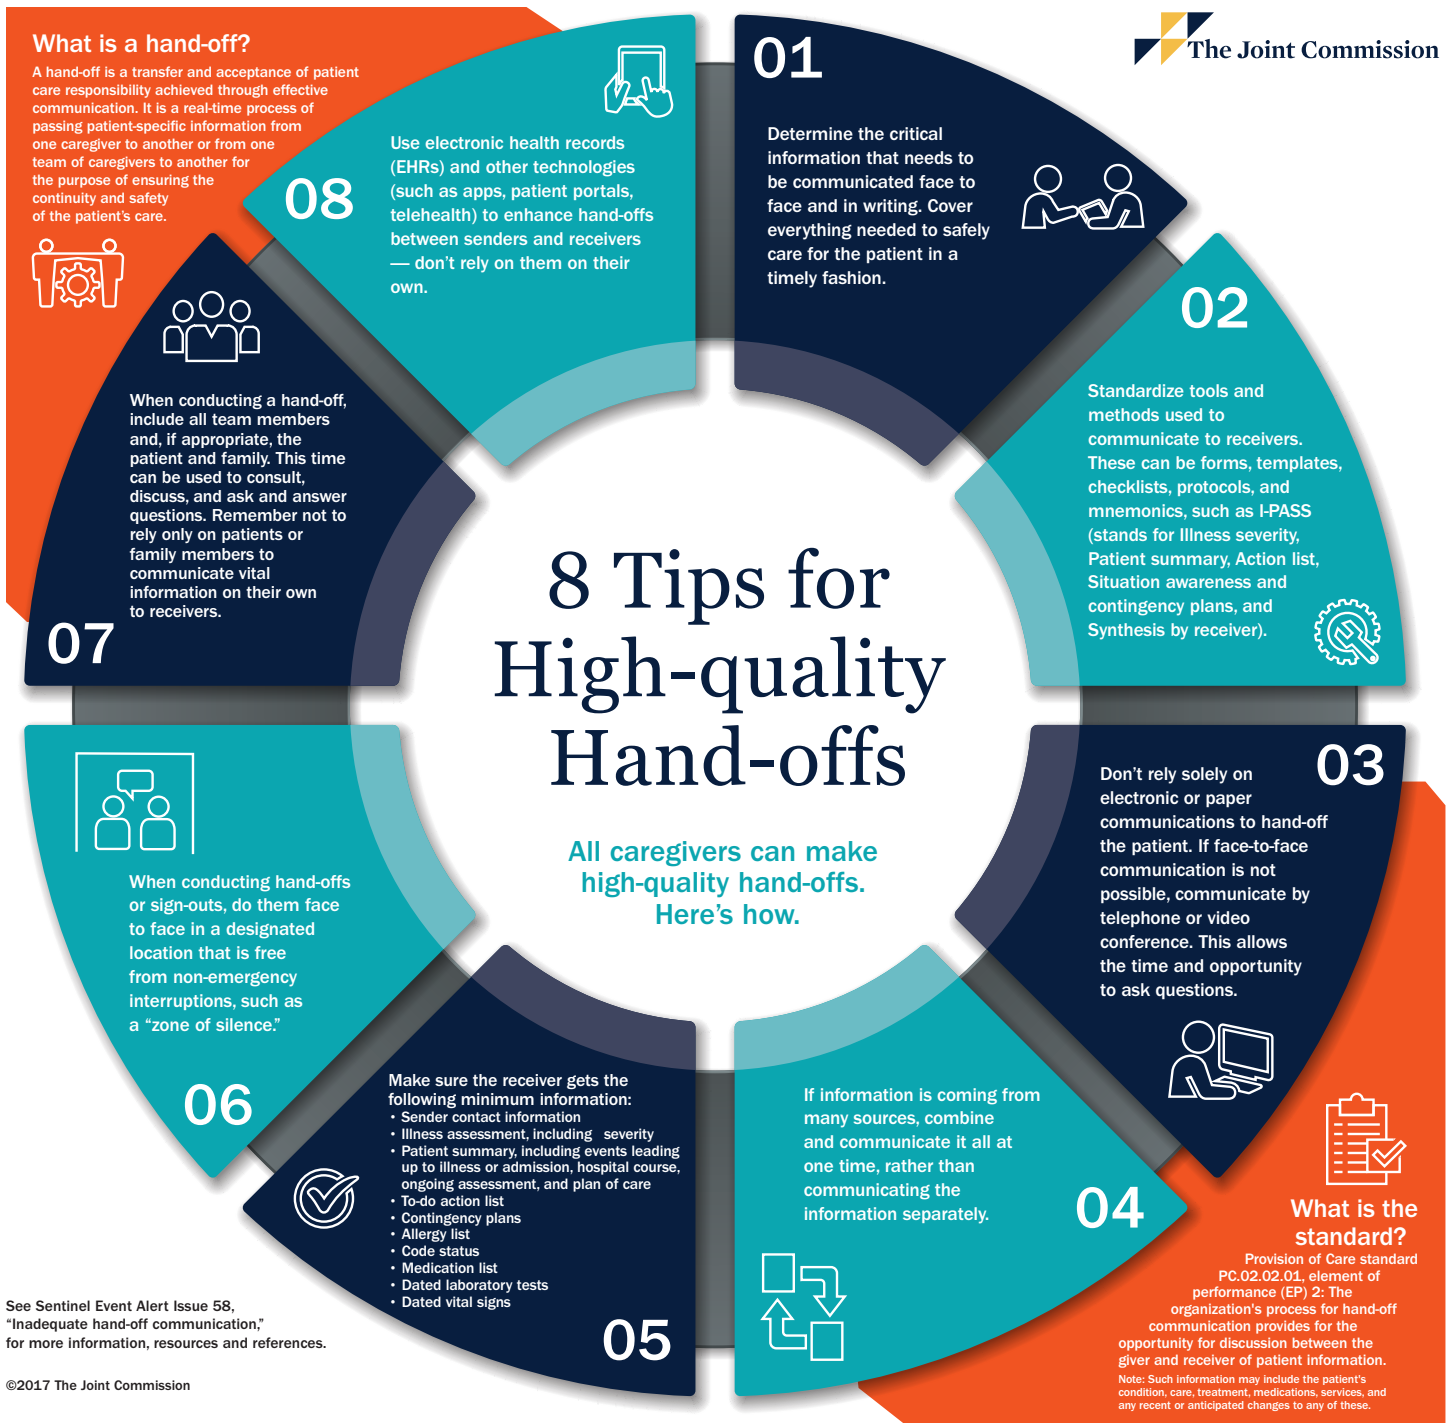 What is a hand-off?
A hand-off is a transfer and acceptance of patient
care responsibility achieved through effective
communication. It is a real-time process of
passing patient-specific information from
one caregiver to another or from one
team of caregivers to another for
the purpose of ensuring the
continuity and safety
of the patient's care.
The Joint Commission
8 Tips for
High-quality
Hand-offs
All caregivers can make
high-quality hand-offs.
Here's how.
01
Determine the critical
information that needs to
be communicated face to
face and in writing. Cover
everything needed to safely
care for the patient in a
timely fashion.
02
Standardize tools and
methods used to
communicate to receivers.
These can be forms, templates,
checklists, protocols, and
mnemonics, such as I-PASS
(stands for Illness severity,
Patient summary, Action list,
Situation awareness and
contingency plans, and
Synthesis by receiver).
03
Don't rely solely on
electronic or paper
communications to hand-off
the patient. If face-to-face
communication is not
possible, communicate by
telephone or video
conference. This allows
the time and opportunity
to ask questions.
04
If information is coming from
many sources, combine
and communicate it all at
one time, rather than
communicating the
information separately.
05
Make sure the receiver gets the
following minimum information:
• Sender contact information
• Illness assessment, including severity
• Patient summary, including events leading
up to illness or admission, hospital course,
ongoing assessment, and plan of care
• To-do action list
• Contingency plans
• Allergy list
• Code status
• Medication list
• Dated laboratory tests
• Dated vital signs
06
When conducting hand-offs
or sign-outs, do them face
to face in a designated
location that is free
from non-emergency
interruptions, such as
a “zone of silence.”
07
When conducting a hand-off,
include all team members
and, if appropriate, the
patient and family. This time
can be used to consult,
discuss, and ask and answer
questions. Remember not to
rely only on patients or
family members to
communicate vital
information on their own
to receivers.
08
Use electronic health records
(EHRs) and other technologies
(such as apps, patient portals,
telehealth) to enhance hand-offs
between senders and receivers
— don't rely on them on their
own.
What is the
standard?
Provision of Care standard
PC.02.02.01, element of
performance (EP) 2: The
organization's process for hand-off
communication provides for the
opportunity for discussion between the
giver and receiver of patient information.
Note: Such information may include the patient's
condition, care, treatment, medications, services, and
any recent or anticipated changes to any of these.
See Sentinel Event Alert Issue 58,
“Inadequate hand-off communication,”
for more information, resources and references.
©2017 The Joint Commission